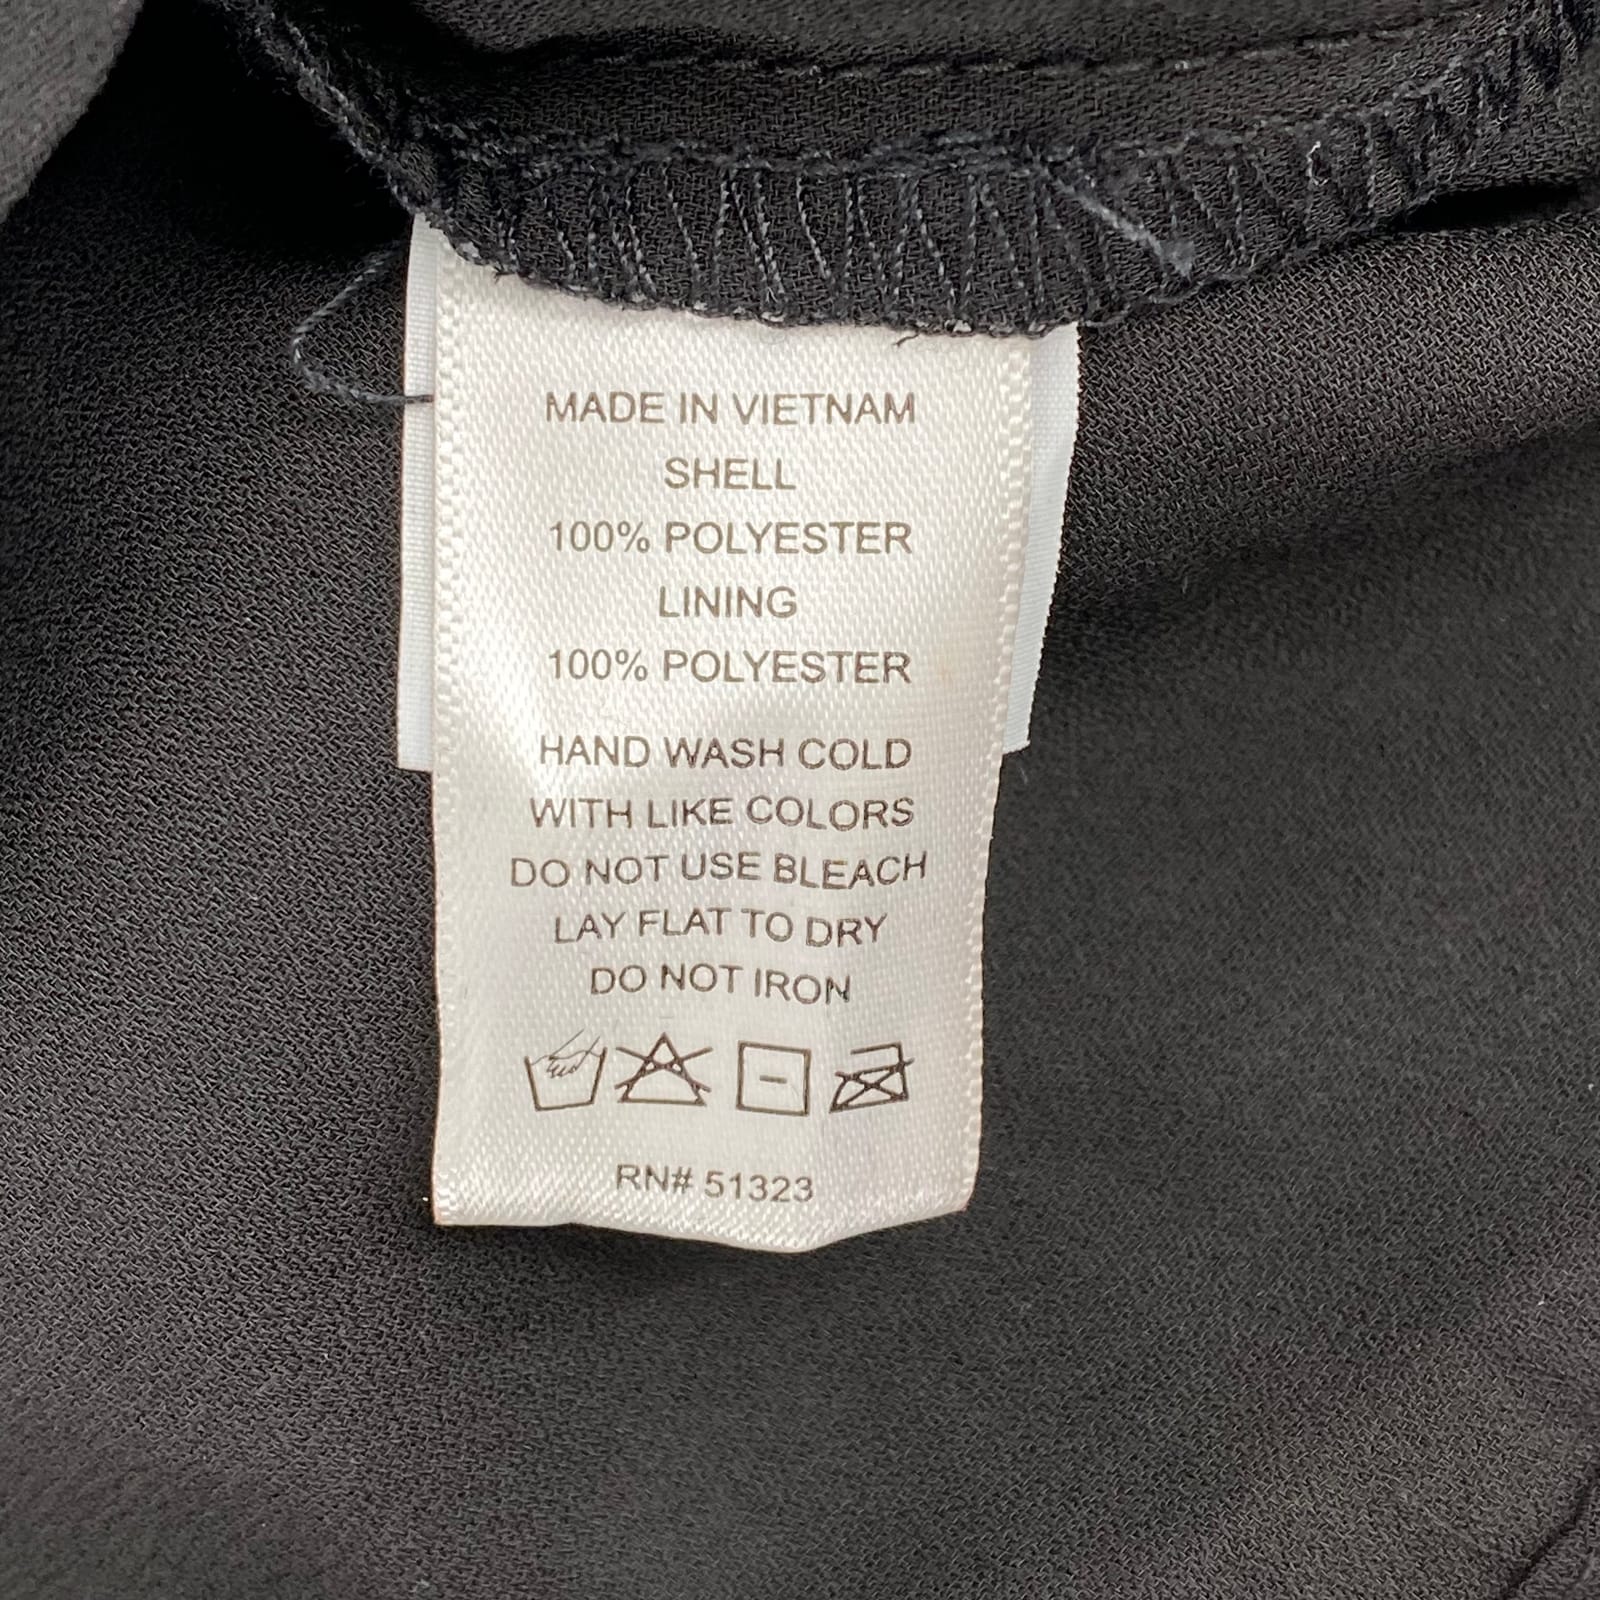 MADE IN VIETNAM
SHELL
100% POLYESTER
LINING
100% POLYESTER
HAND WASH COLD
WITH LIKE COLORS
DO NOT USE BLEACH
LAY FLAT TO DRY
DO NOT IRON
RN# 51323